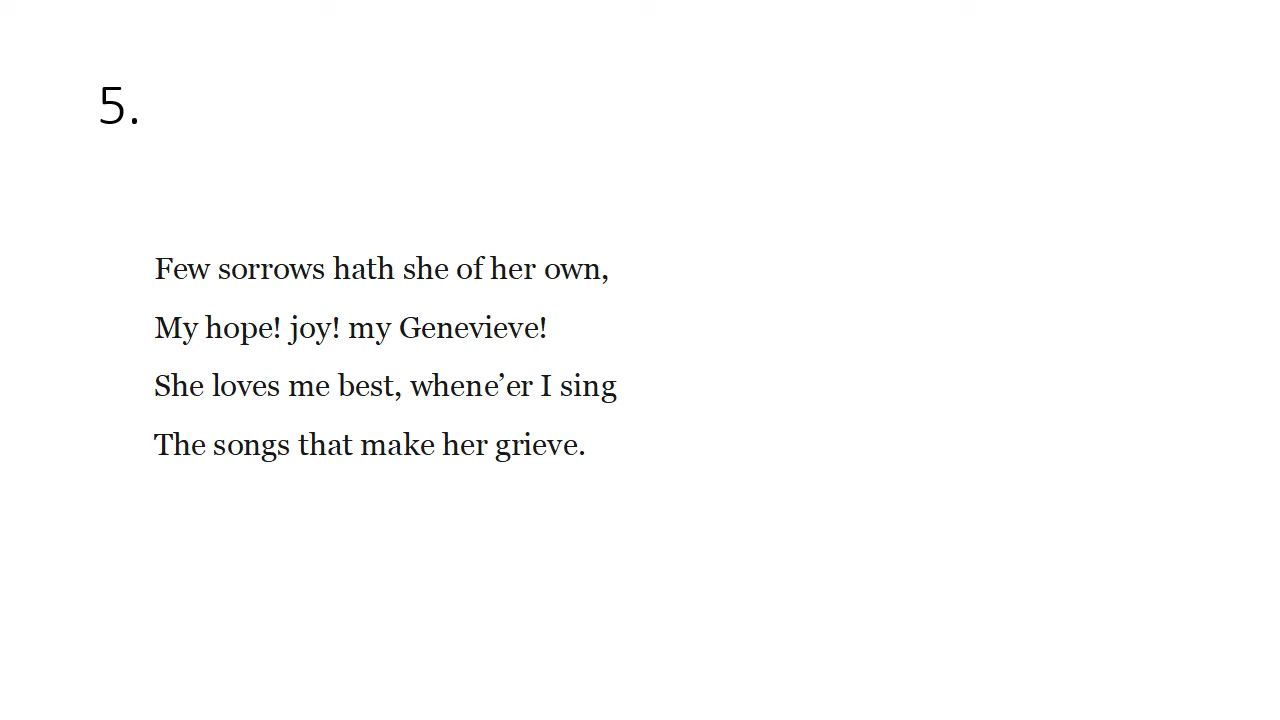 5.
Few sorrows hath she of her own,
My hope! joy! my Genevieve!
She loves me best, whene’er I sing
The songs that make her grieve.